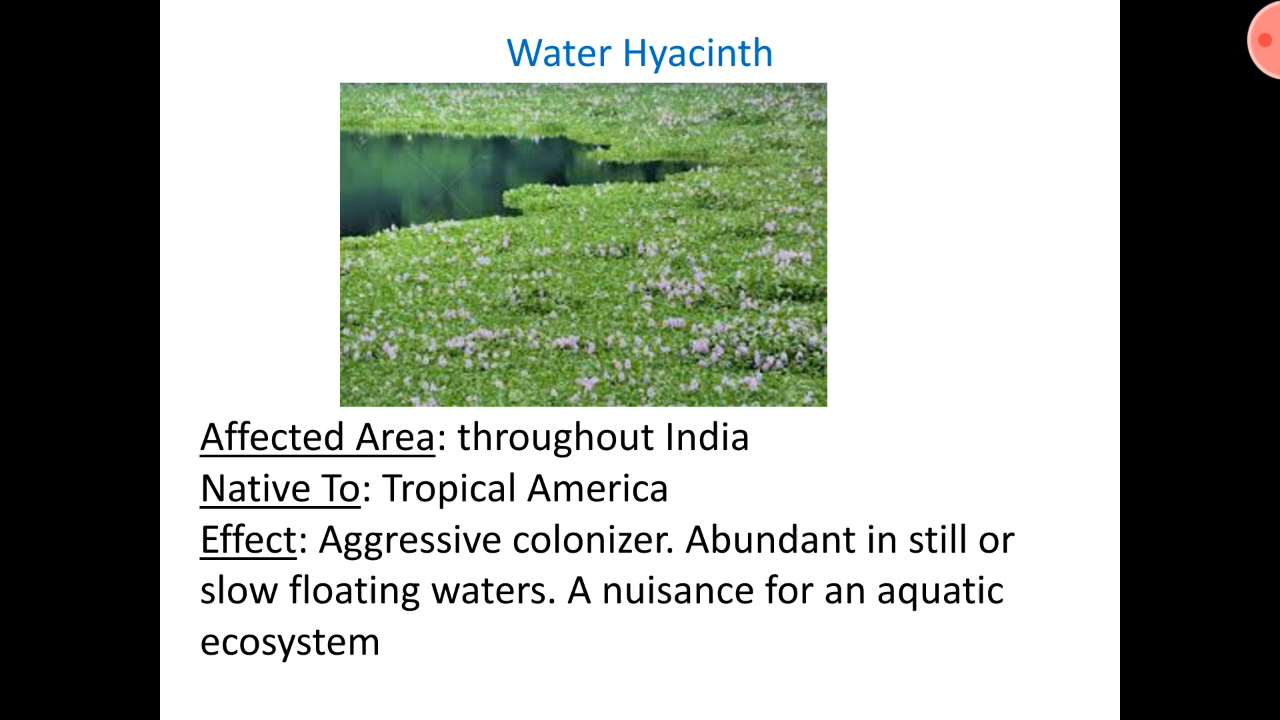 Water Hyacinth
Affected Area: throughout India
Native To: Tropical America
Effect: Aggressive colonizer. Abundant in still or
slow floating waters. A nuisance for an aquatic
ecosystem